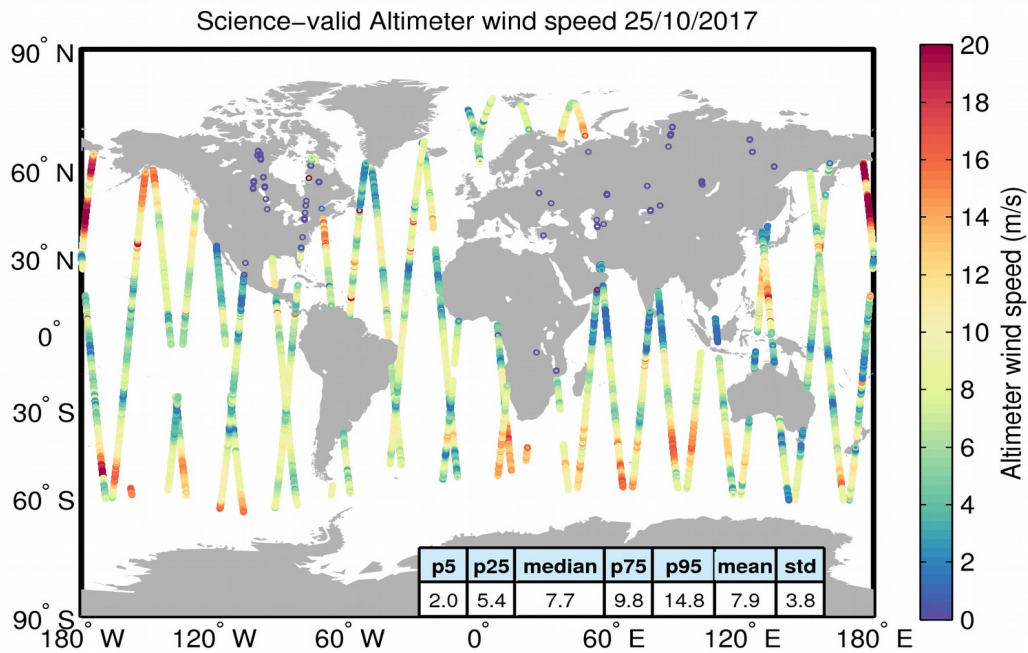 Science−valid Altimeter wind speed 25/10/2017
90° N
60° N
30° N
0°
30° S
60° S
90° S
180° W
120° W
60° W
0°
60° E
120° E
180° E
p5 p25 median p75 p95 mean std
2.0 5.4 7.7 9.8 14.8 7.9 3.8
20
18
16
14
12
10
8
6
4
2
0
Altimeter wind speed (m/s)